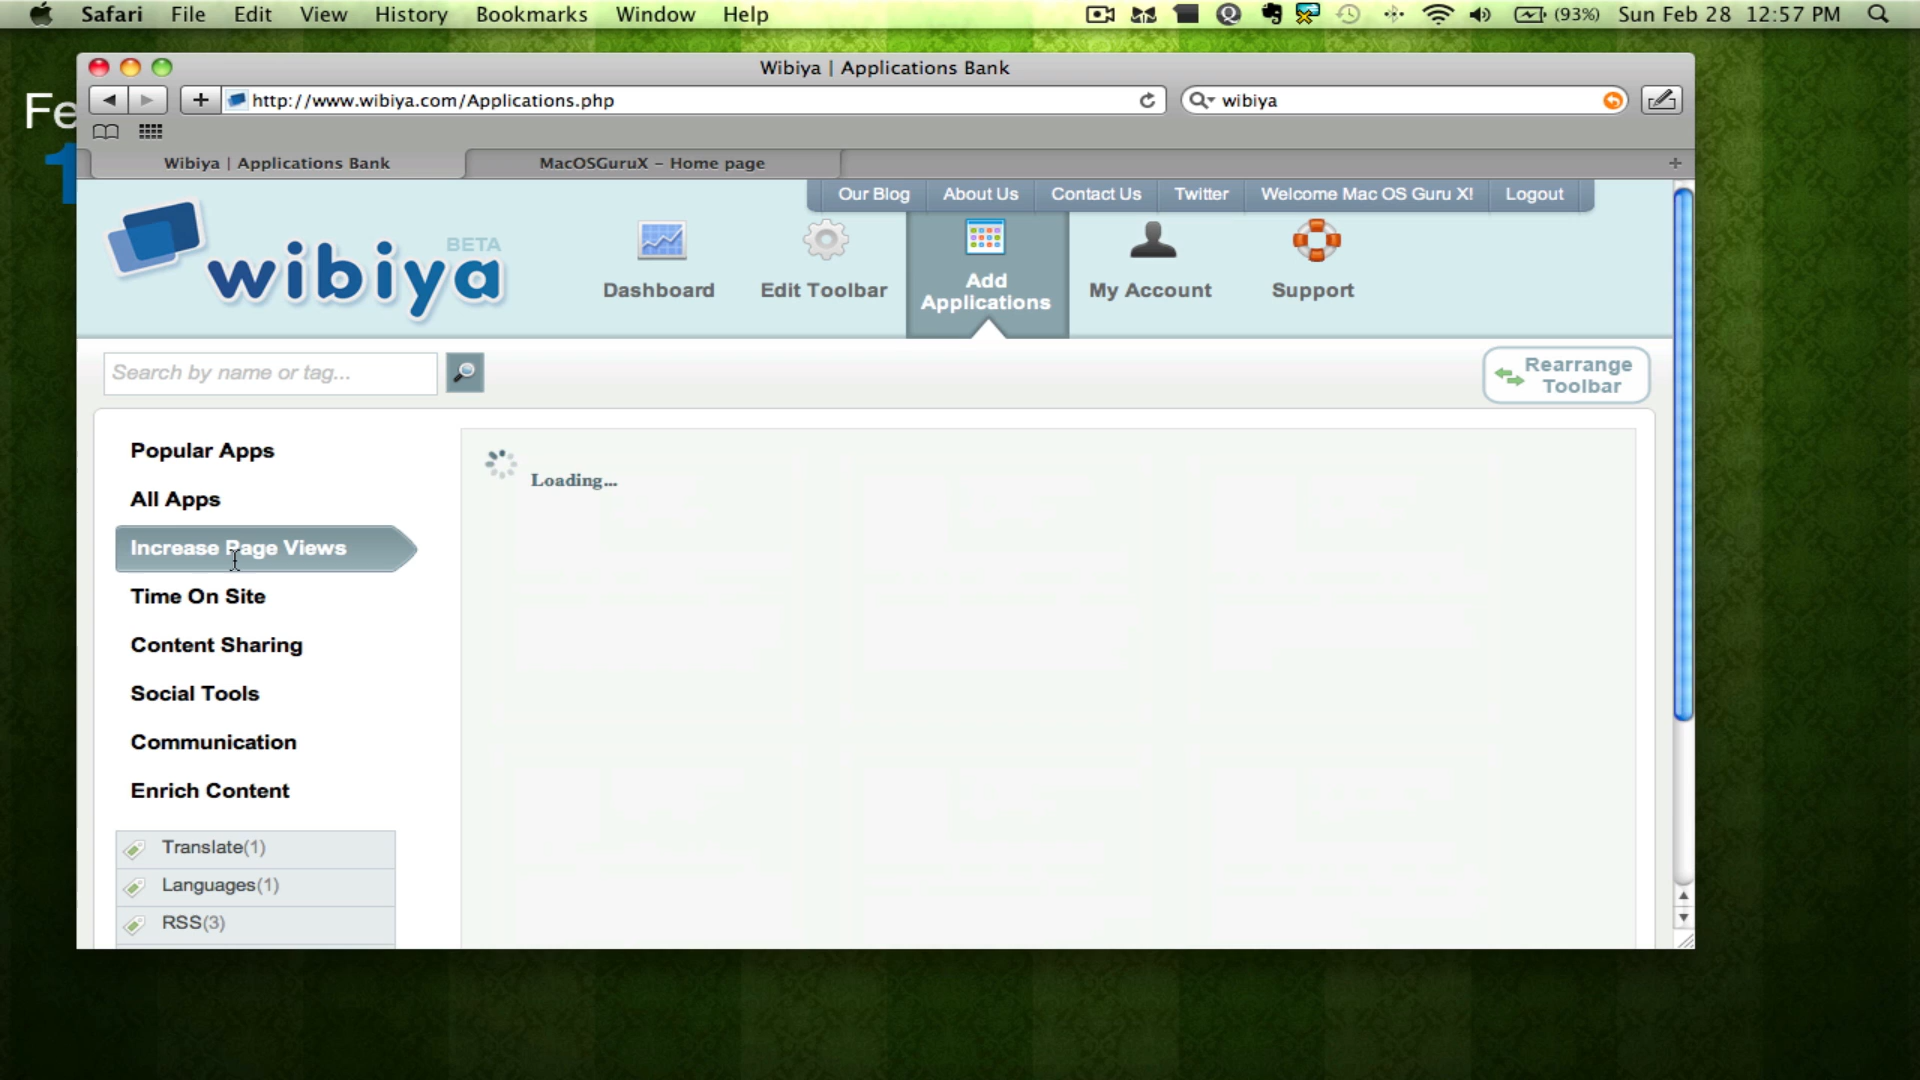 Safari File Edit View History Bookmarks Window Help (93%) Sun Feb 28 12:57 PM
Wibiya | Applications Bank
http://www.wibiya.com/Applications.php wibiya
Wibiya | Applications Bank MacOSGuruX – Home page
Our Blog About Us Contact Us Twitter Welcome Mac OS Guru X! Logout
wibiya BETA
Dashboard Edit Toolbar Add Applications My Account Support
Search by name or tag...
Rearrange Toolbar
Popular Apps
All Apps
Increase Page Views
Time On Site
Content Sharing
Social Tools
Communication
Enrich Content
Translate(1)
Languages(1)
RSS(3)
Loading...